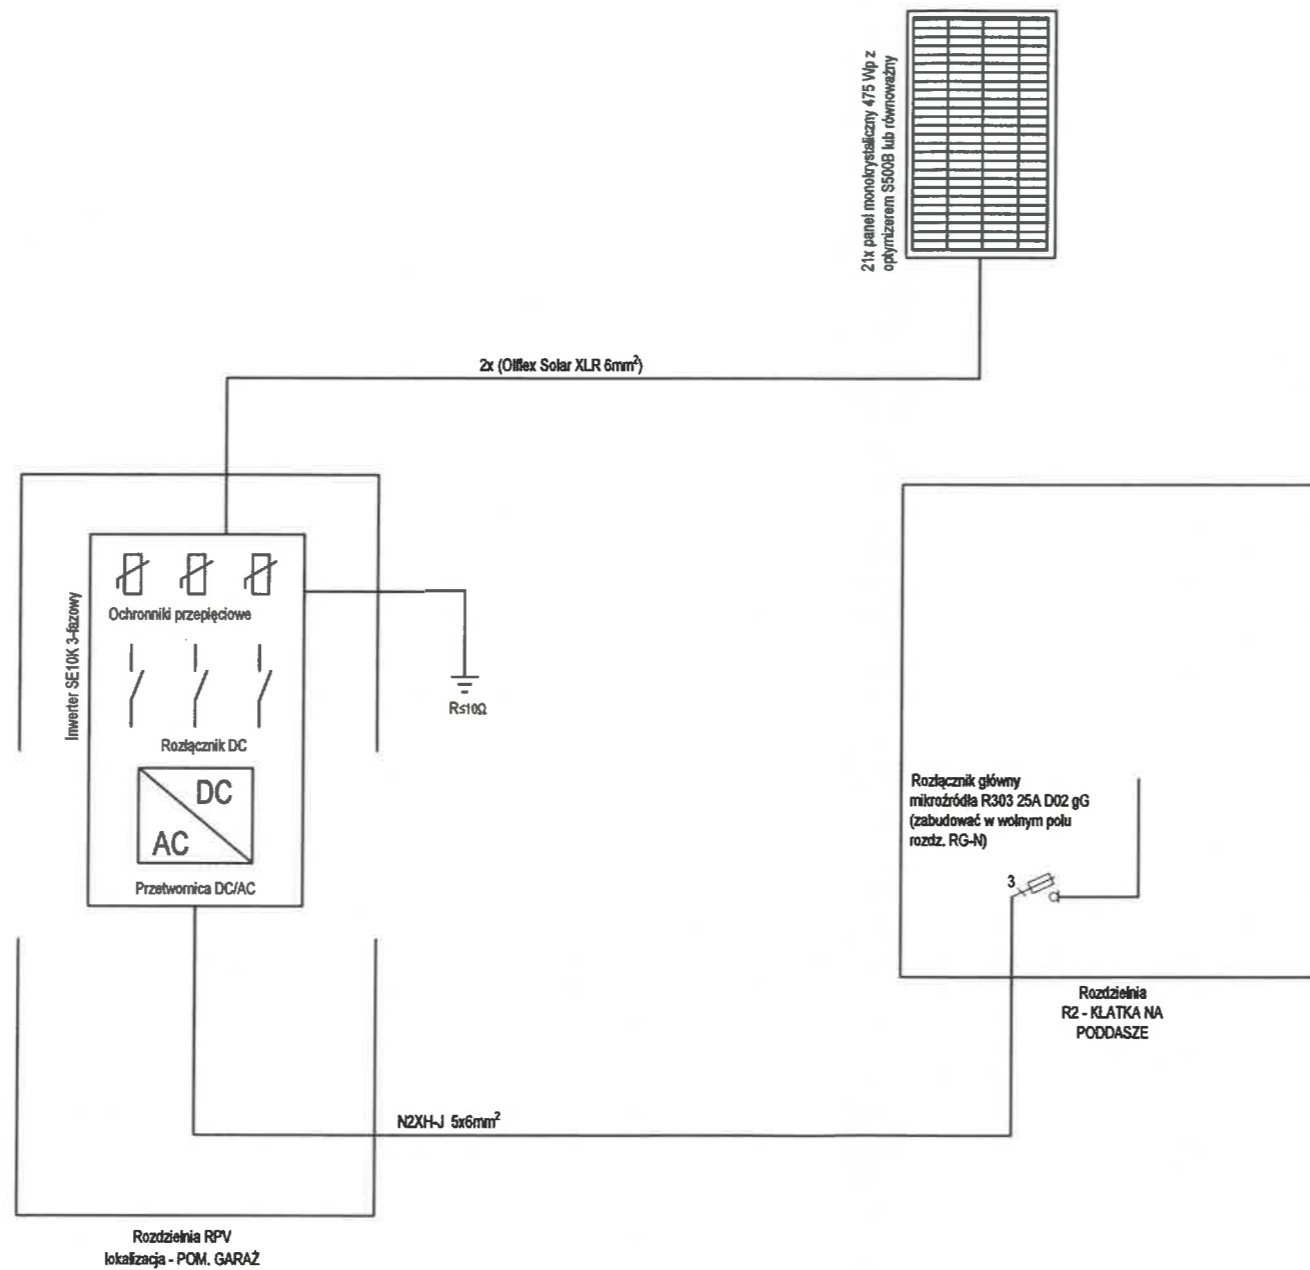 21x panel monokrystaliczny 475 Wp z
optymizerem S500B lub równoważny
2x (Olflex Solar XLR 6mm²)
Inwerter SE10K 3-fazowy
Ochronniki przepięciowe
Rozłącznik DC
DC
AC
Przetwornica DC/AC
R≤10Ω
Rozłącznik główny
mikroźródła R303 25A D02 gG
(zabudować w wolnym polu
rozdz. RG-N)
3
Rozdzielnia
R2 - KLATKA NA
PODDASZE
N2XH-J 5x6mm²
Rozdzielnia RPV
lokalizacja - POM. GARAŻ